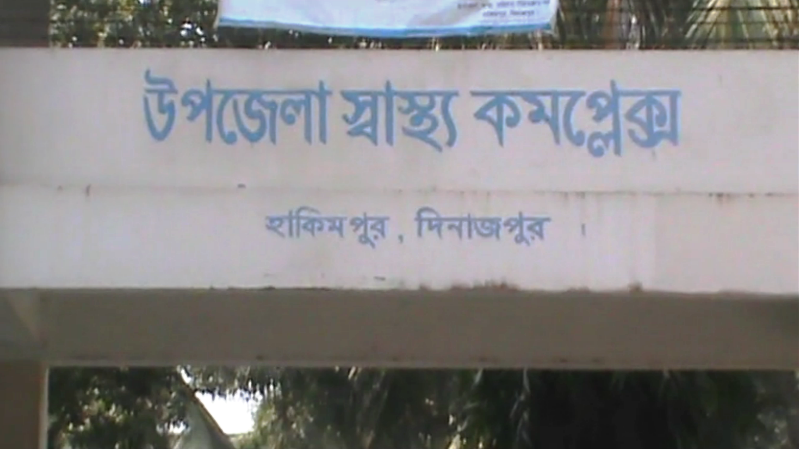 উপজেলা স্বাস্থ্য কমপ্লেক্স
হাকিমপুর, দিনাজপুর ।